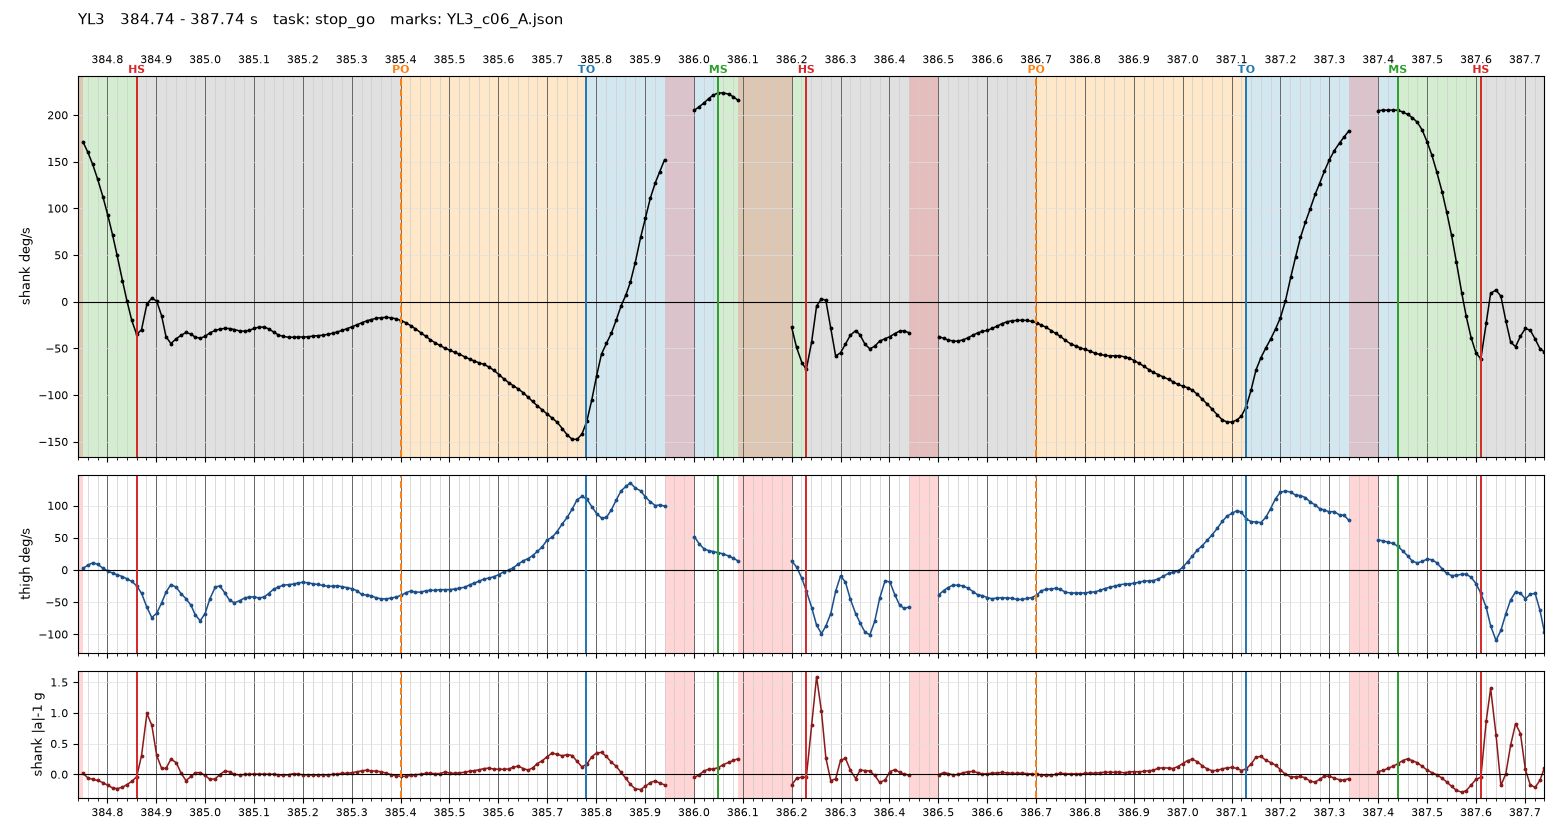 YL3 384.74 - 387.74 s task: stop_go marks: YL3_c06_A.json
384.8 384.9 385.0 385.1 385.2 385.3 385.4 385.5 385.6 385.7 385.8 385.9 386.0 386.1 386.2 386.3 386.4 386.5 386.6 386.7 386.8 386.9 387.0 387.1 387.2 387.3 387.4 387.5 387.6 387.7
HS PO TO MS HS PO TO MS HS
shank deg/s
200
150
100
50
0
−50
−100
−150
thigh deg/s
100
50
0
−50
−100
shank |a|-1 g
1.5
1.0
0.5
0.0
384.8 384.9 385.0 385.1 385.2 385.3 385.4 385.5 385.6 385.7 385.8 385.9 386.0 386.1 386.2 386.3 386.4 386.5 386.6 386.7 386.8 386.9 387.0 387.1 387.2 387.3 387.4 387.5 387.6 387.7